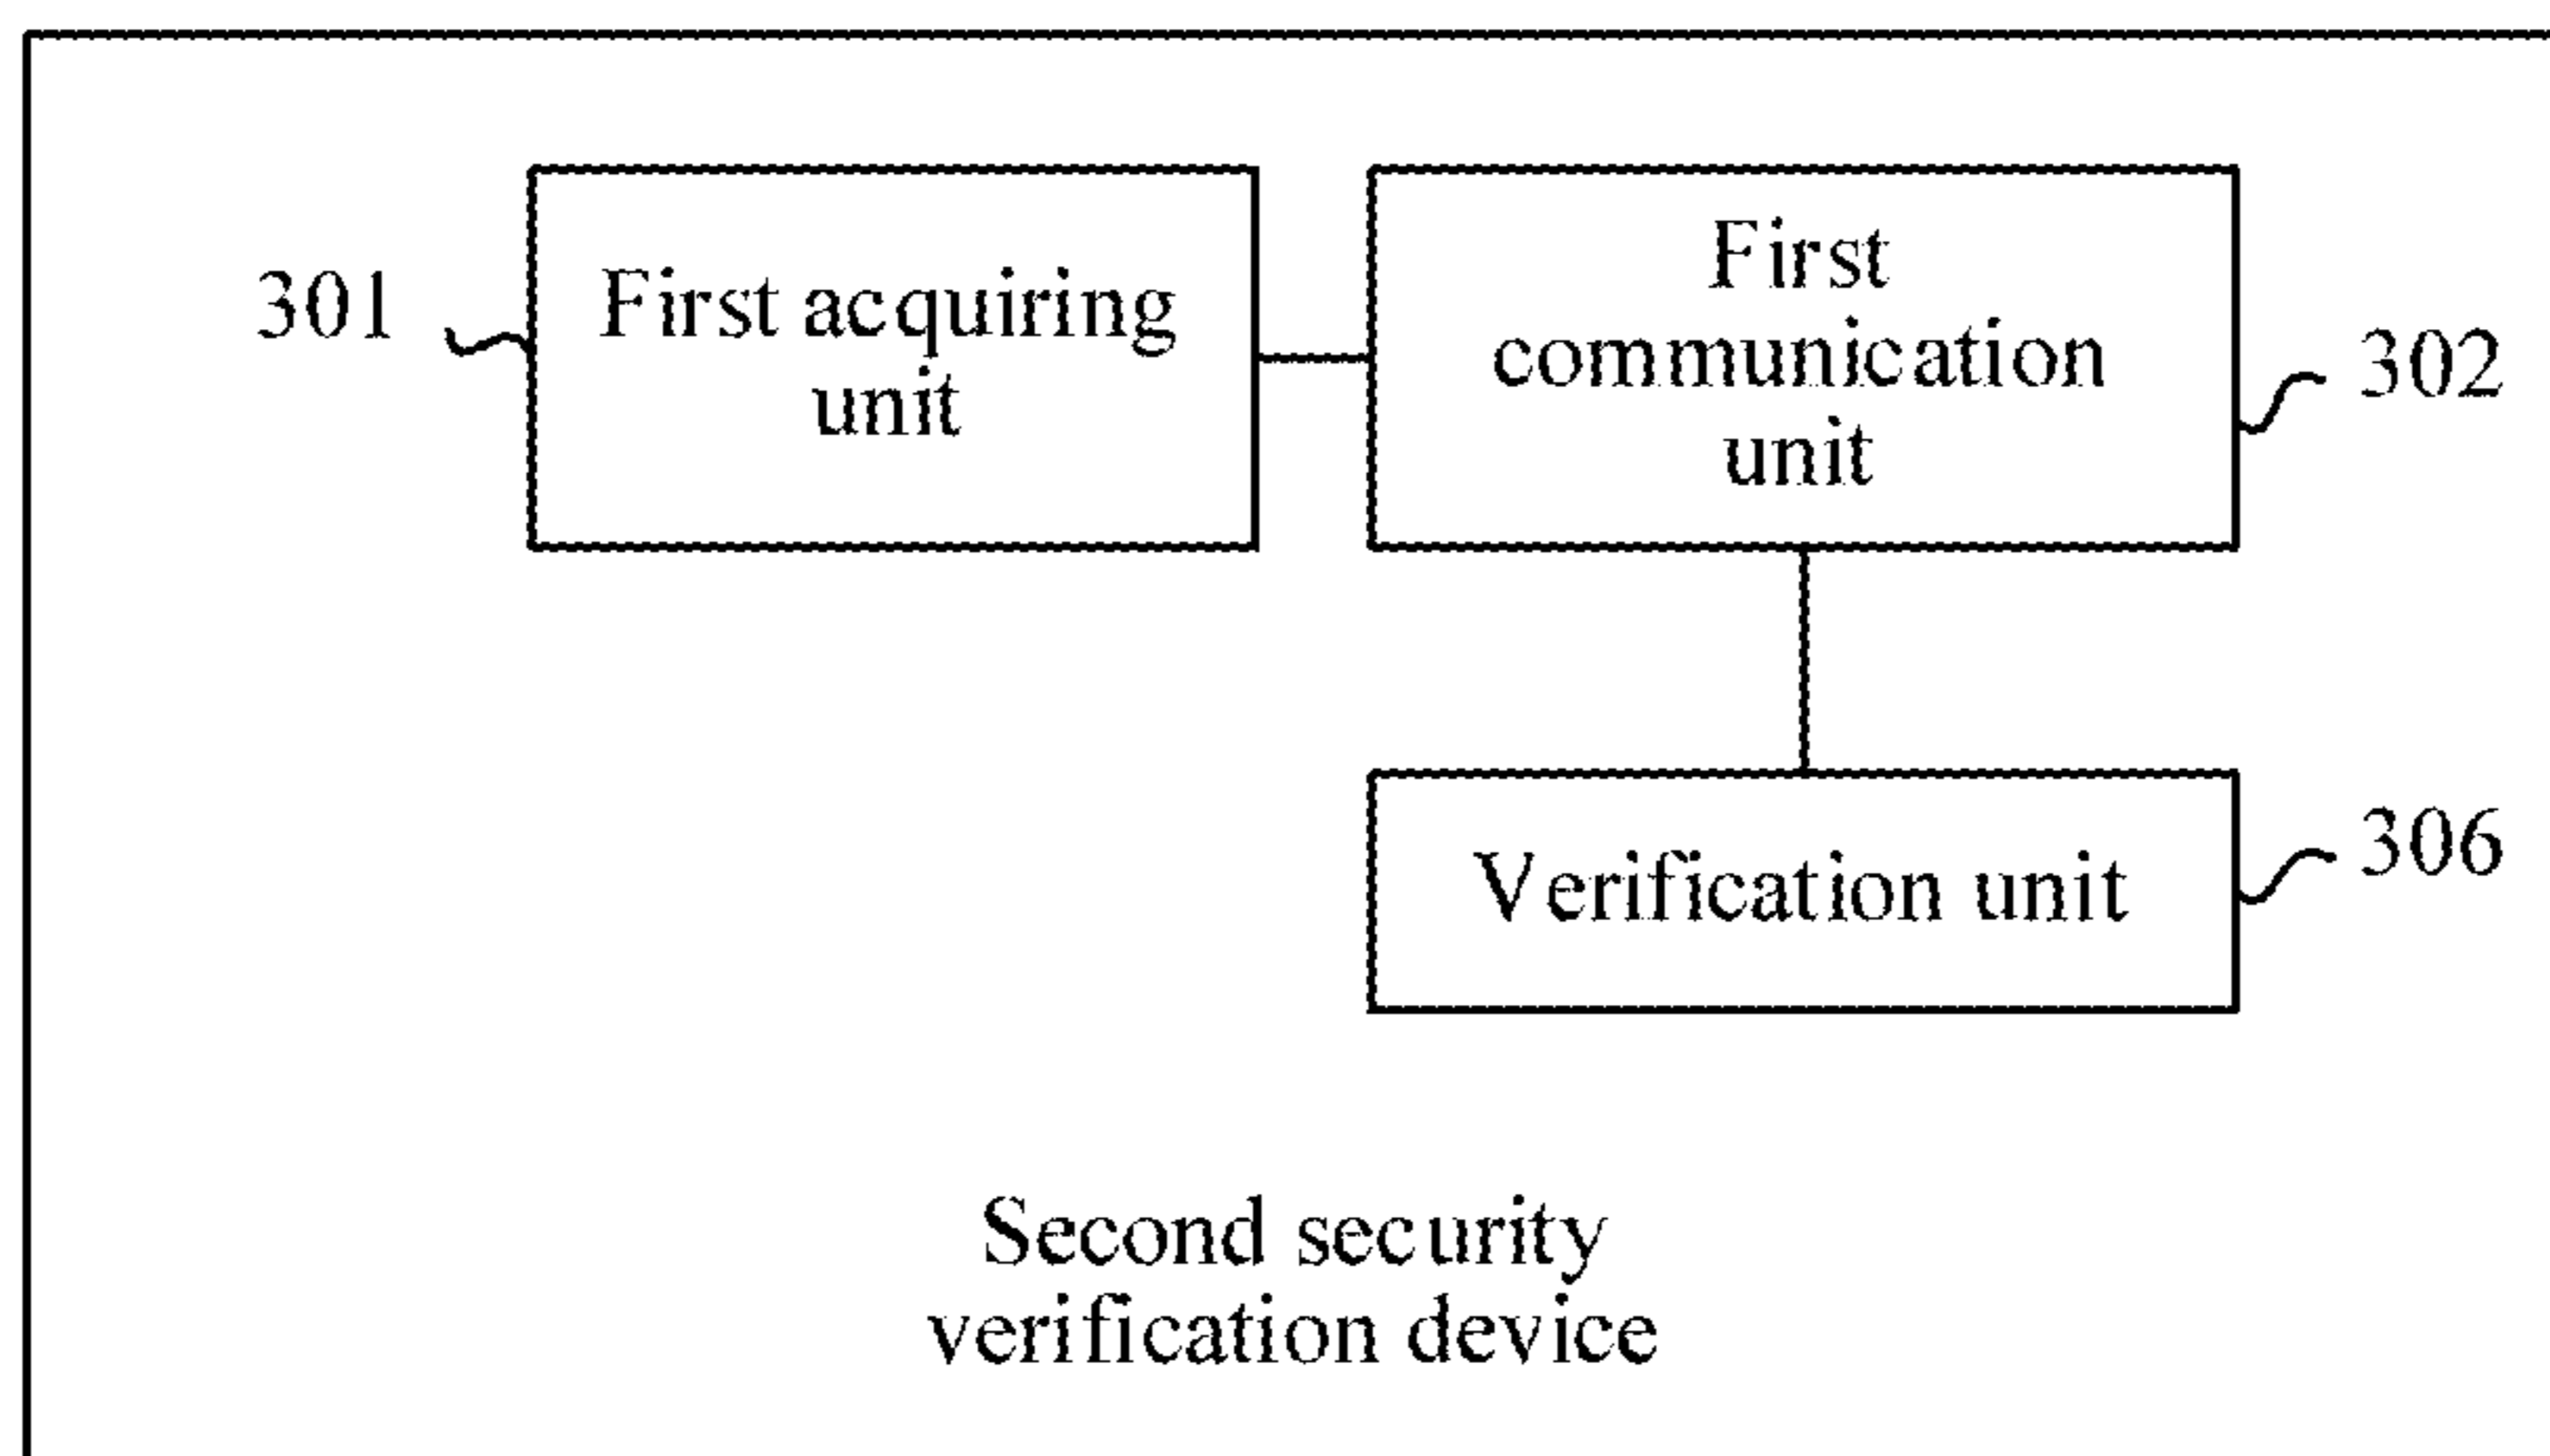 301
First acquiring
unit
First
communication
unit
302
Verification unit
306
Second security
verification device